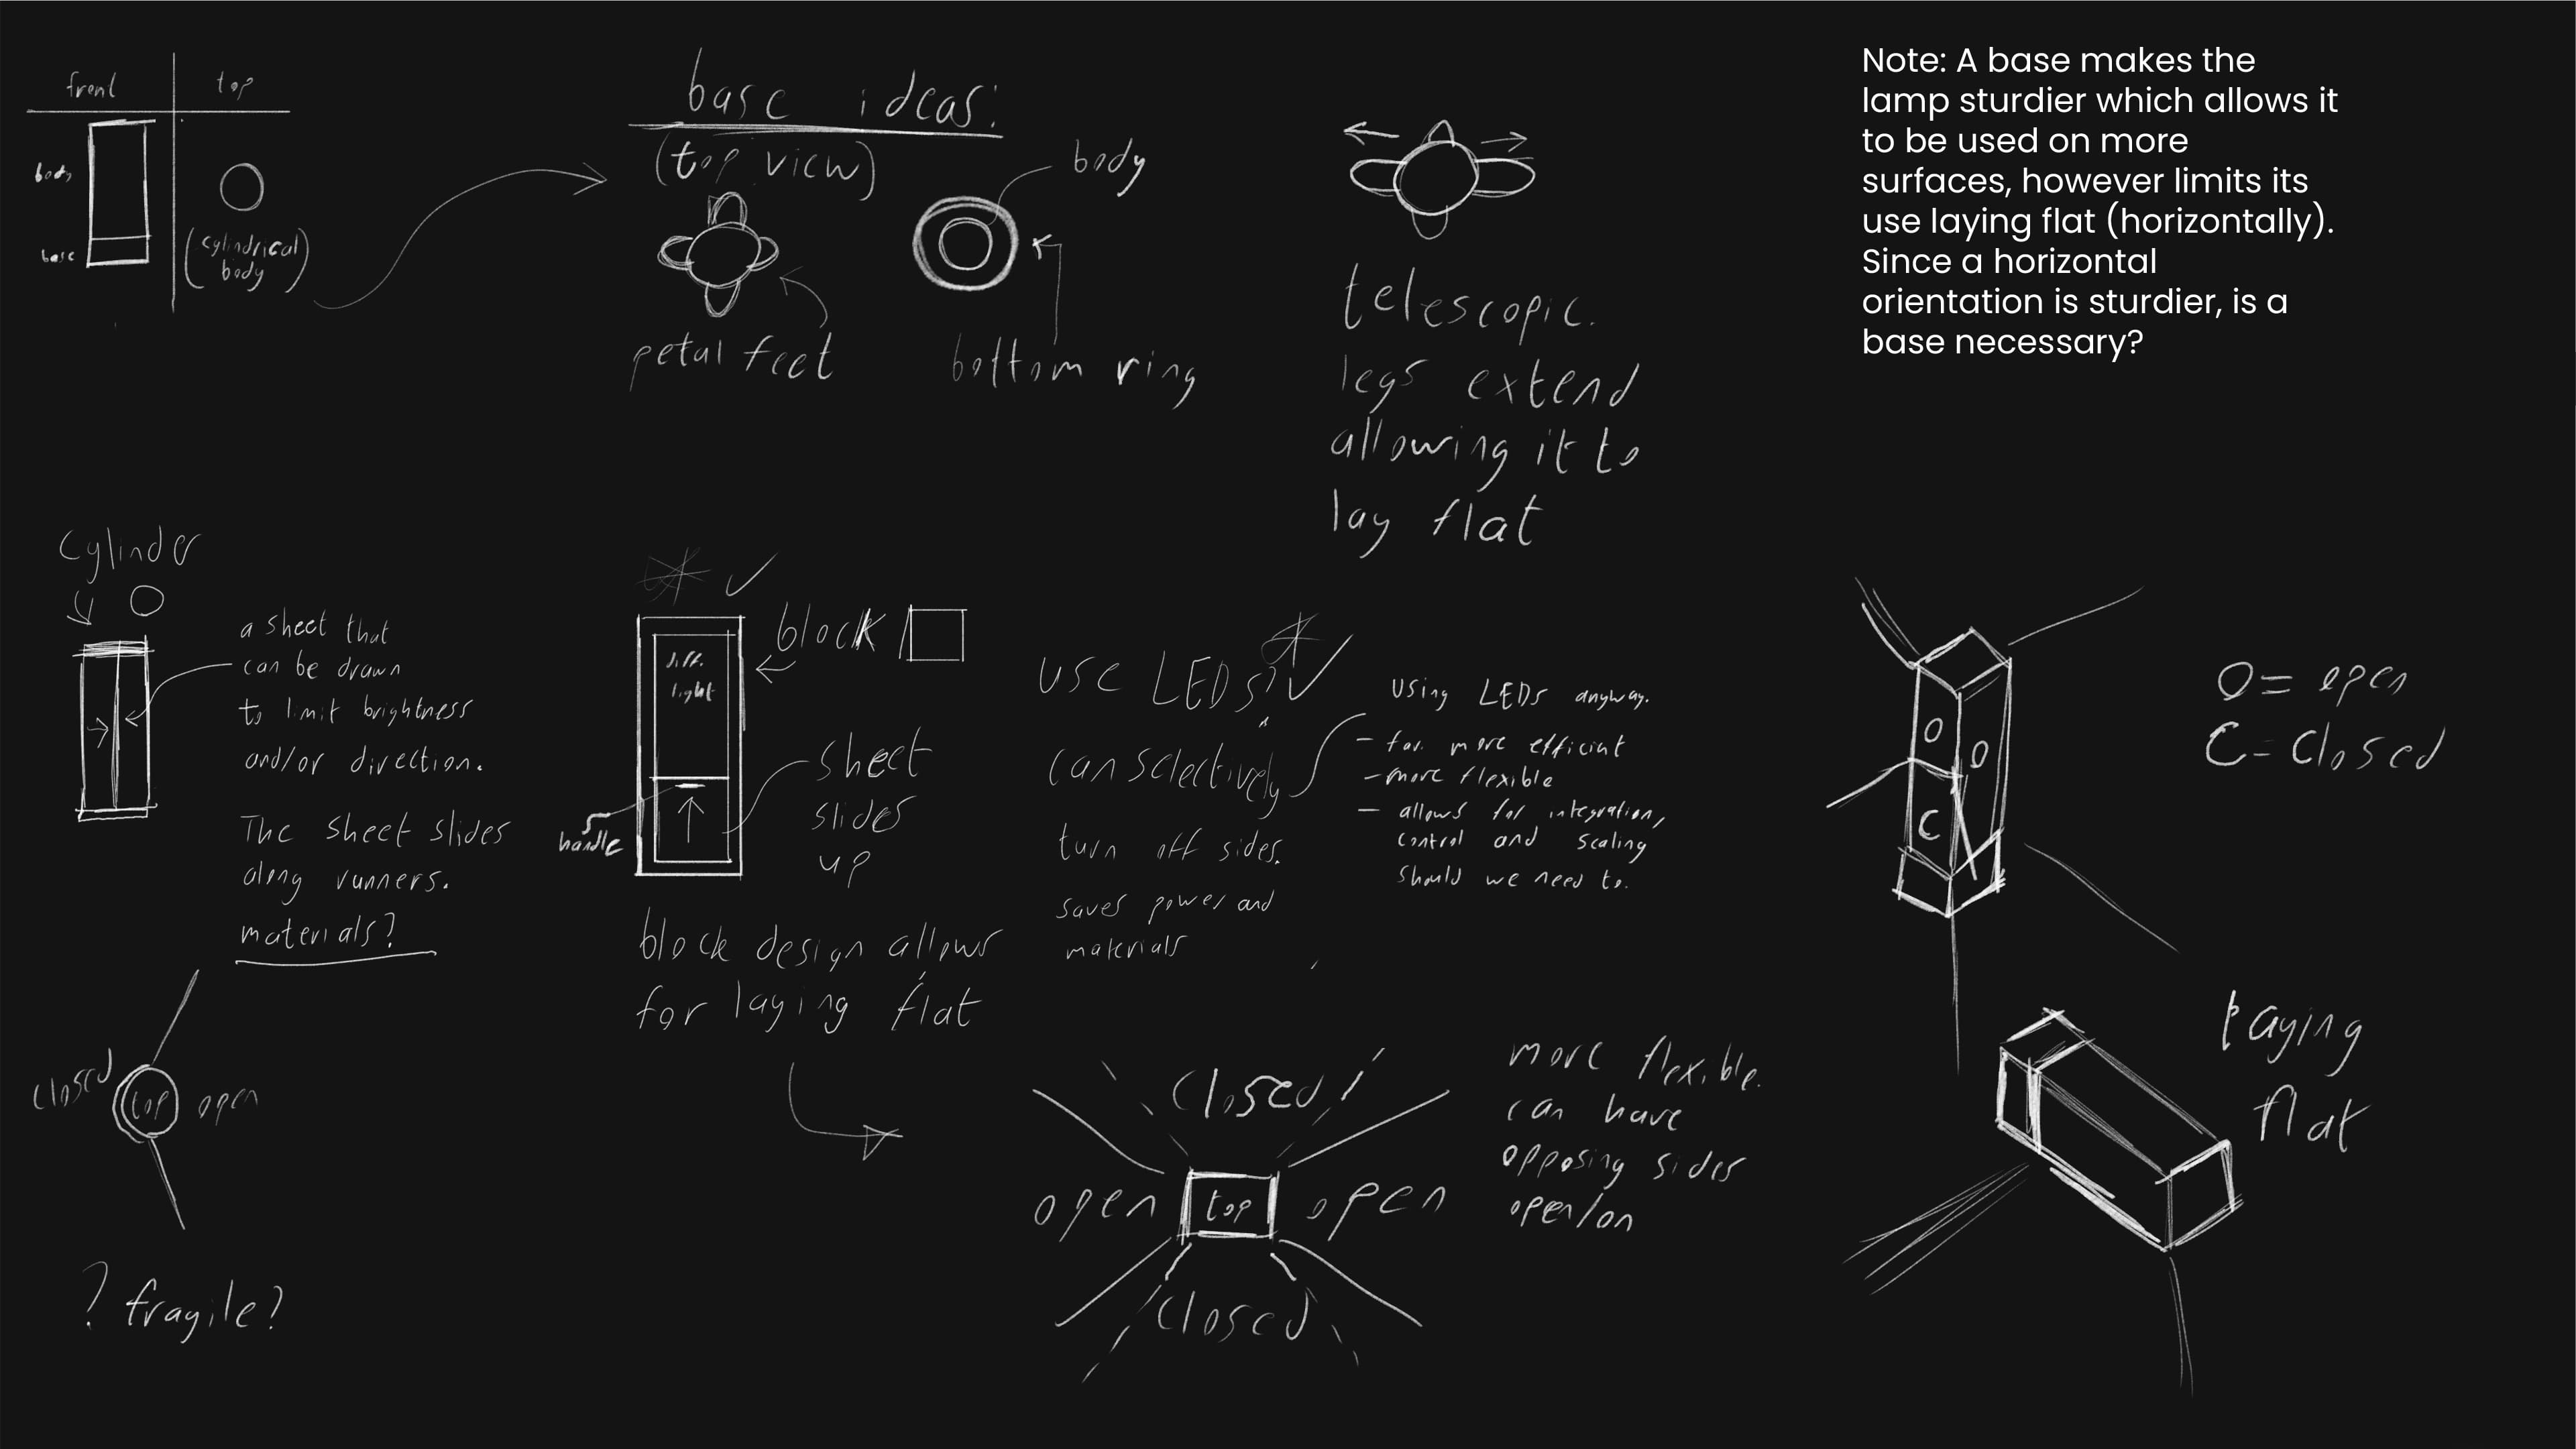 front
top
body
base
(cylindrical
body)
base ideas:
(top view)
body
petal feet
bottom ring
telescopic.
legs extend
allowing it to
lay flat
Note: A base makes the
lamp sturdier which allows it
to be used on more
surfaces, however limits its
use laying flat (horizontally).
Since a horizontal
orientation is sturdier, is a
base necessary?
cylinder
a sheet that
can be drawn
to limit brightness
and/or direction.
The sheet slides
along runners.
materials?
closed
top
open
? fragile?
block
diff.
light
sheet
slides
up
handle
block design allows
for laying flat
use LEDs?
can selectively
turn off sides.
saves power and
materials
Using LEDs anyway.
- far more efficient
- more flexible
- allows for integration,
control and scaling
should we need to.
closed
open
top
open
closed
more flexible.
can have
opposing sides
open/on
O
O
C
O = open
C = closed
Laying
flat